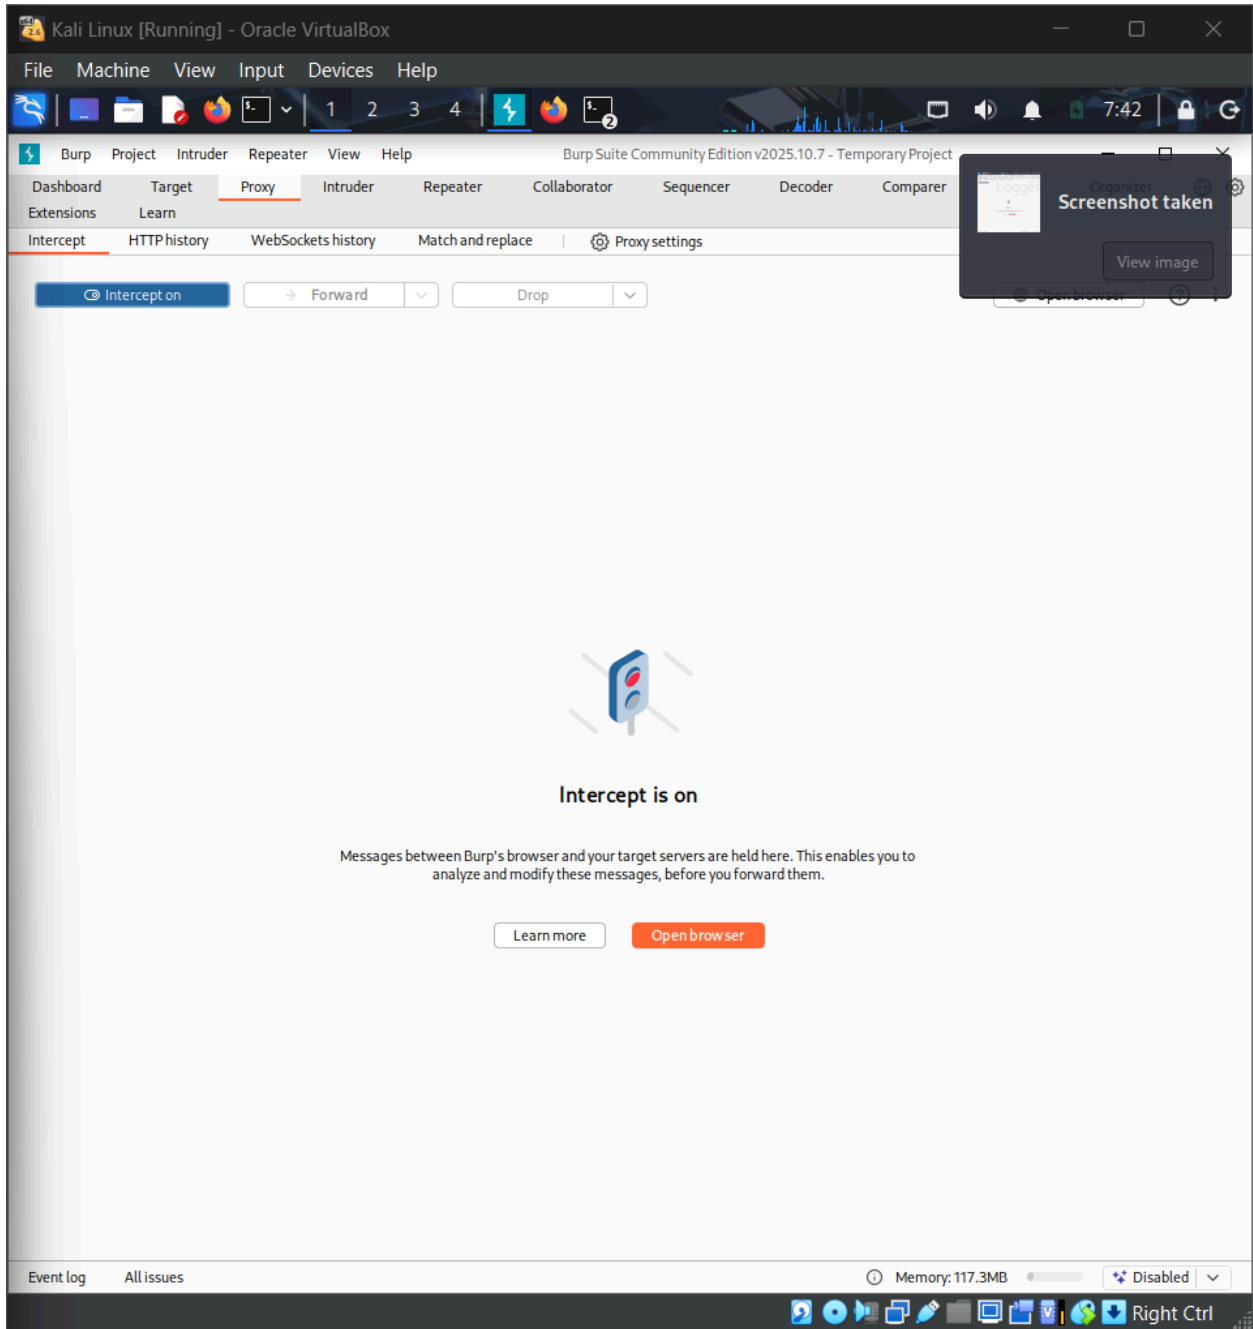 Kali Linux [Running] - Oracle VirtualBox
File Machine View Input Devices Help
1 2 3 4 2 7:42
Burp Project Intruder Repeater View Help Burp Suite Community Edition v2025.10.7 - Temporary Project
Dashboard Target Proxy Intruder Repeater Collaborator Sequencer Decoder Comparer Logger Organizer
Extensions Learn
Screenshot taken
View image
Intercept HTTP history WebSockets history Match and replace Proxy settings
Intercept on Forward Drop Open browser
Intercept is on
Messages between Burp's browser and your target servers are held here. This enables you to
analyze and modify these messages, before you forward them.
Learn more Open browser
Event log All issues Memory: 117.3MB Disabled
Right Ctrl